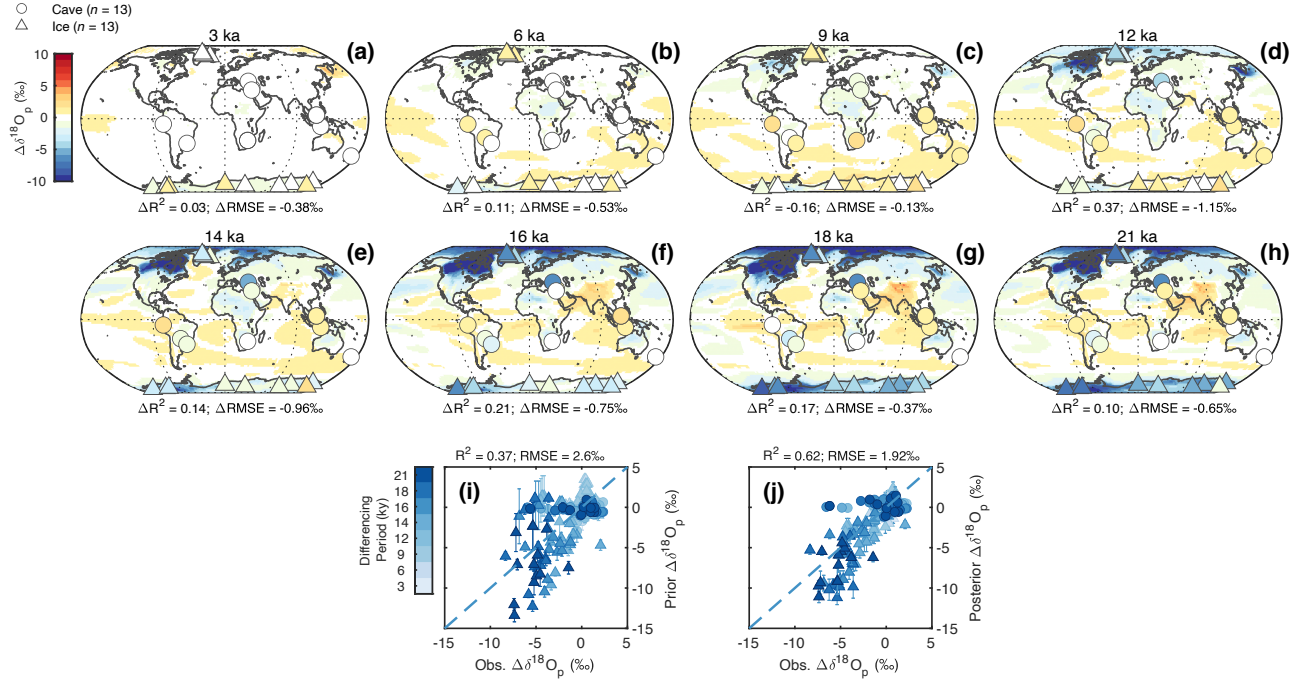 Cave (n = 13)
Ice (n = 13)
3 ka
(a)
6 ka
(b)
9 ka
(c)
12 ka
(d)
10
5
0
-5
-10
Δδ¹⁸Oₚ (‰)
ΔR² = 0.03; ΔRMSE = -0.38‰
ΔR² = 0.11; ΔRMSE = -0.53‰
ΔR² = -0.16; ΔRMSE = -0.13‰
ΔR² = 0.37; ΔRMSE = -1.15‰
14 ka
(e)
16 ka
(f)
18 ka
(g)
21 ka
(h)
ΔR² = 0.14; ΔRMSE = -0.96‰
ΔR² = 0.21; ΔRMSE = -0.75‰
ΔR² = 0.17; ΔRMSE = -0.37‰
ΔR² = 0.10; ΔRMSE = -0.65‰
Differencing
Period (ky)
21
18
16
14
12
9
6
3
R² = 0.37; RMSE = 2.6‰
(i)
5
0
-5
-10
-15
Prior Δδ¹⁸Oₚ (‰)
-15 -10 -5 0 5
Obs. Δδ¹⁸Oₚ (‰)
R² = 0.62; RMSE = 1.92‰
(j)
5
0
-5
-10
-15
Posterior Δδ¹⁸Oₚ (‰)
-15 -10 -5 0 5
Obs. Δδ¹⁸Oₚ (‰)